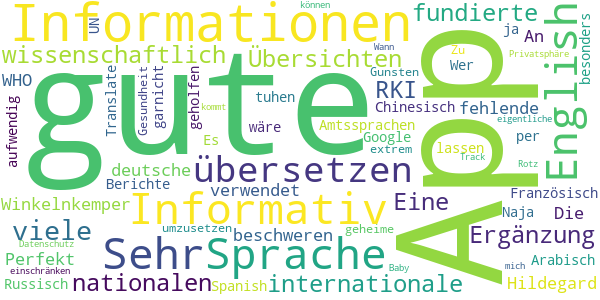 Informationen
UN
können
fundierte
ja
An
besonders
wissenschaftlich
Übersichten
Zu
Wann
Privatsphäre
Wer
WHO
gute
App
English
aufwendig
Translate
Gesundheit
garnicht
geholfen
tuhen
Gunsten
RKI
Chinesisch
fehlende
wäre
Amtssprachen
Es
Google
eigentliche
per
extrem
lassen
Track
Rotz
kommt
deutsche
übersetzen
Berichte
verwendet
Französisch
Winkelnkemper
Informativ
Eine
Naja
Die
viele
umzusetzen
beschweren
geheime
Ergänzung
Datenschutz
Perfekt
Sehr
Sprache
Arabisch
einschränken
Baby
mich
Russisch
nationalen
Spanish
internationale
Hildegard